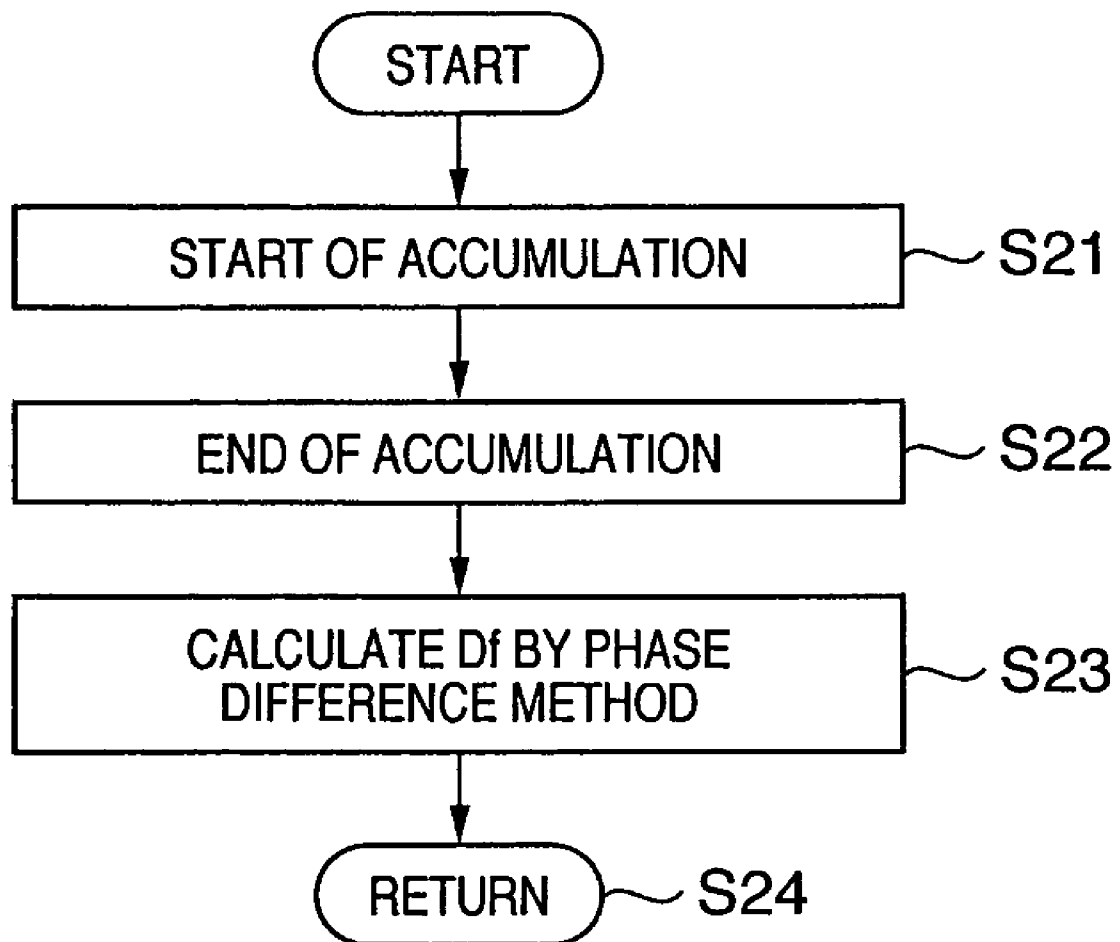 START
START OF ACCUMULATION
S21
END OF ACCUMULATION
S22
CALCULATE Df BY PHASE
DIFFERENCE METHOD
S23
RETURN
S24